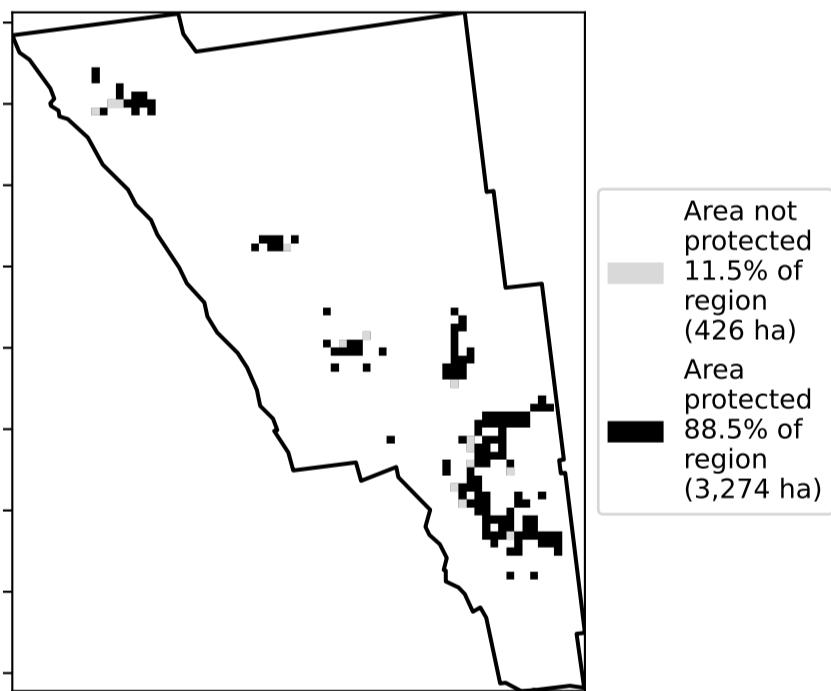 Area not
protected
11.5% of
region
(426 ha)
Area
protected
88.5% of
region
(3,274 ha)